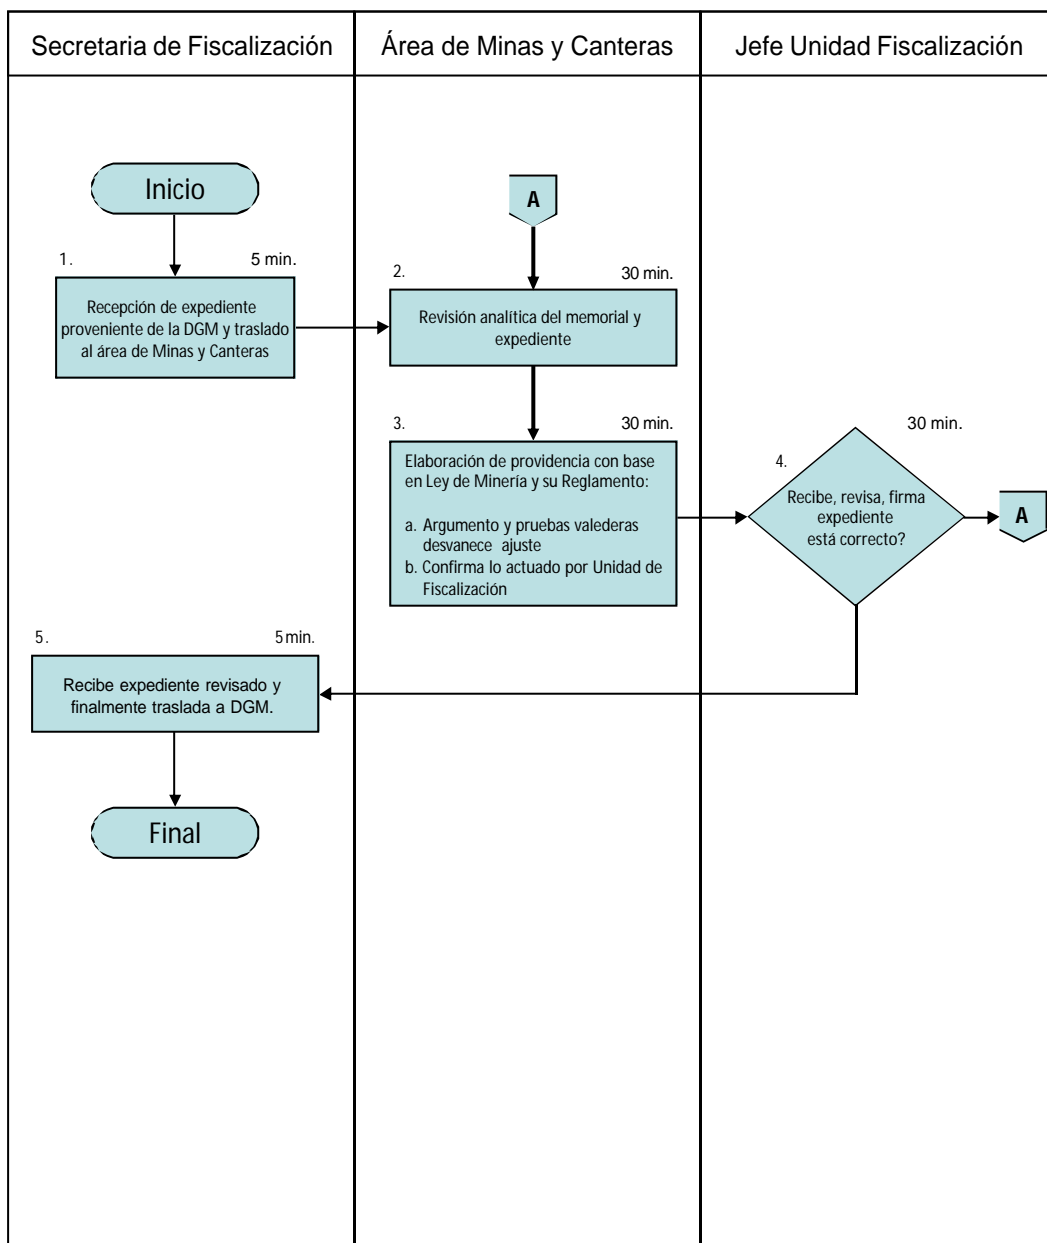 Secretaria de Fiscalización
Área de Minas y Canteras
Jefe Unidad Fiscalización
Inicio
A
1.
5 min.
Recepción de expediente
proveniente de la DGM y traslado
al área de Minas y Canteras
2.
30 min.
Revisión analítica del memorial y
expediente
3.
30 min.
Elaboración de providencia con base
en Ley de Minería y su Reglamento:
a. Argumento y pruebas valederas
desvanece ajuste
b. Confirma lo actuado por Unidad de
Fiscalización
4.
30 min.
Recibe, revisa, firma
expediente
está correcto?
A
5.
5 min.
Recibe expediente revisado y
finalmente traslada a DGM.
Final